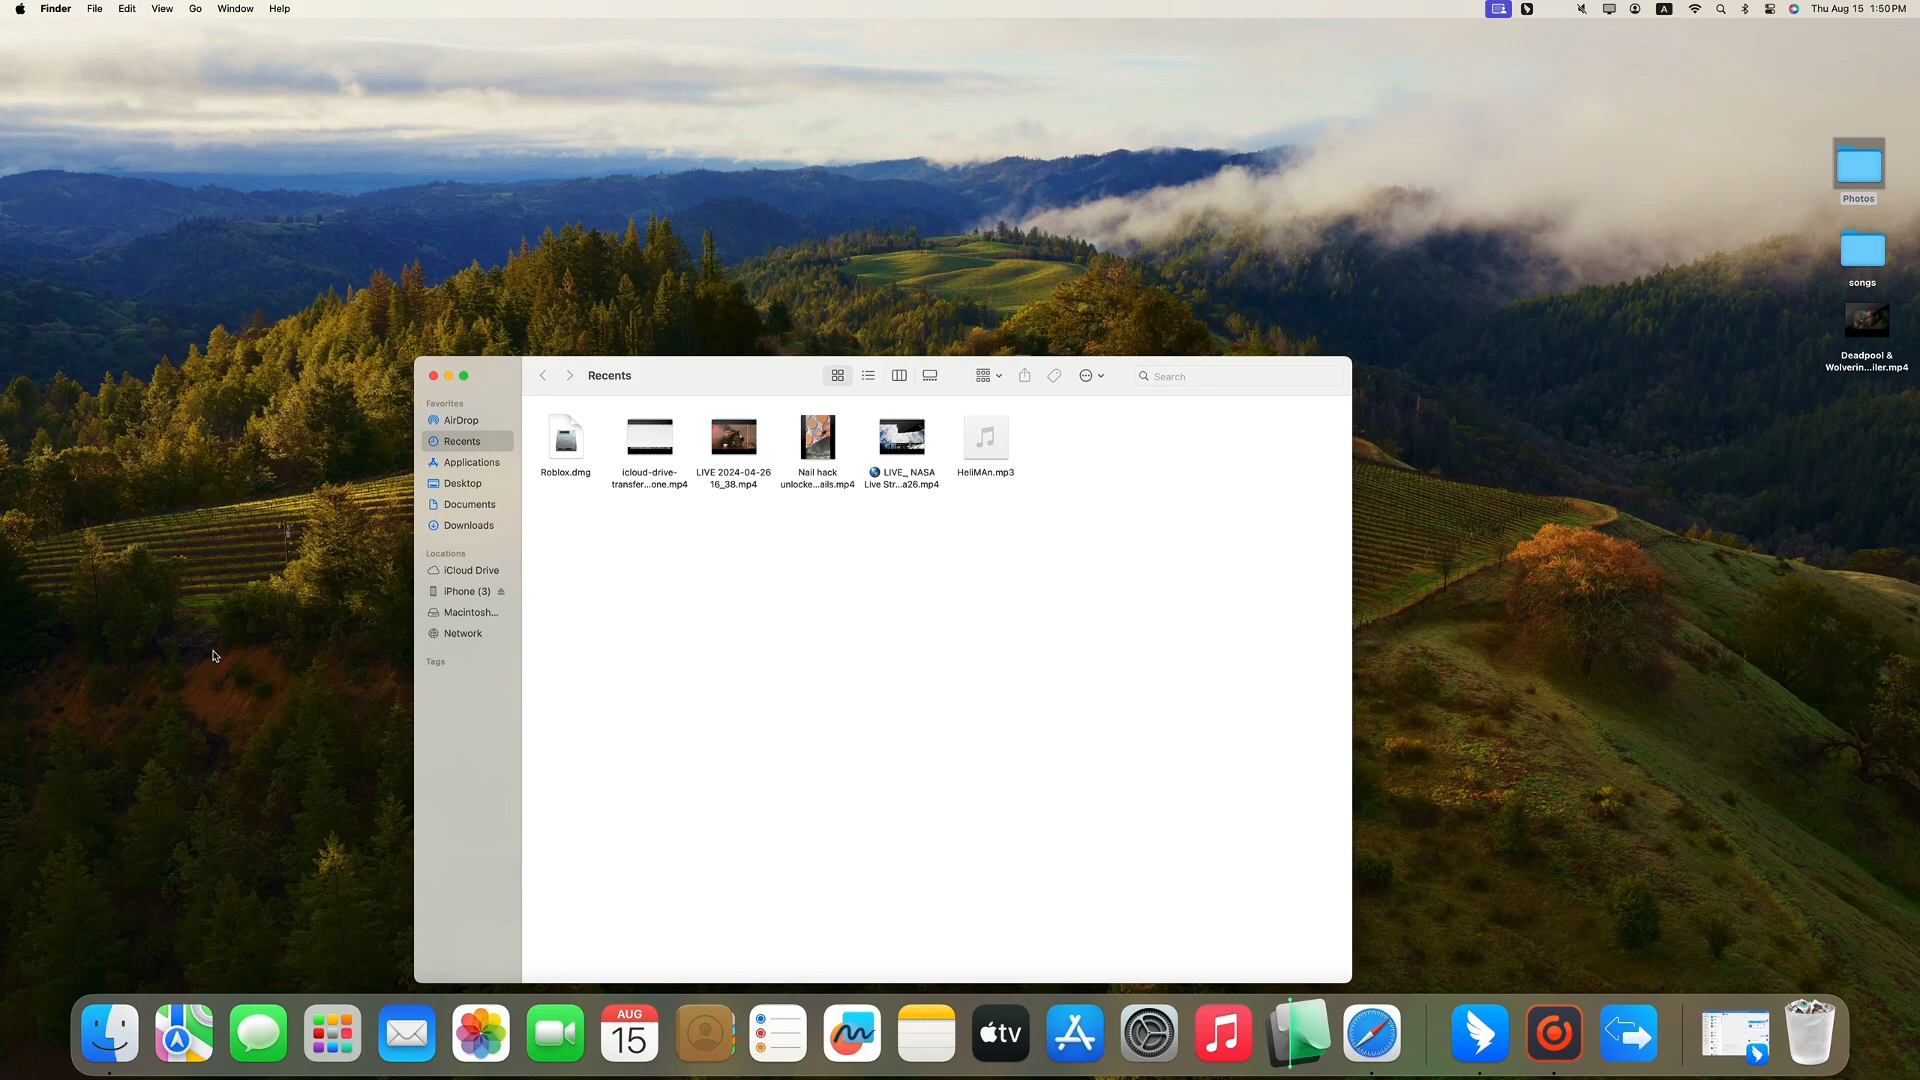 Finder File Edit View Go Window Help
A Thu Aug 15 1:50 PM
Photos
songs
Deadpool &
Wolverin...iler.mp4
Recents
Search
Favorites
AirDrop
Recents
Applications
Desktop
Documents
Downloads
Locations
iCloud Drive
iPhone (3)
Macintosh...
Network
Tags
Roblox.dmg
icloud-drive-
transfer...one.mp4
LIVE 2024-04-26
16_38.mp4
Nail hack
unlocke...ails.mp4
🌎 LIVE_ NASA
Live Str...a26.mp4
HeliMAn.mp3
AUG
15
tv